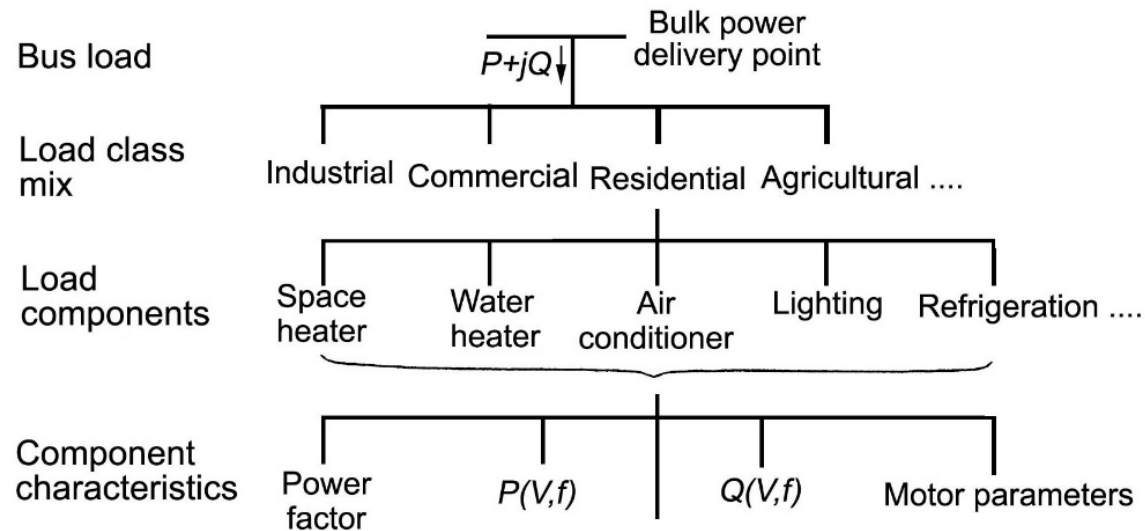 Bus load
Bulk power
delivery point
P+jQ
Load class
mix
Industrial Commercial Residential Agricultural ....
Load
components
Space
heater
Water
heater
Air
conditioner
Lighting
Refrigeration ....
Component
characteristics
Power
factor
P(V,f)
Q(V,f)
Motor parameters